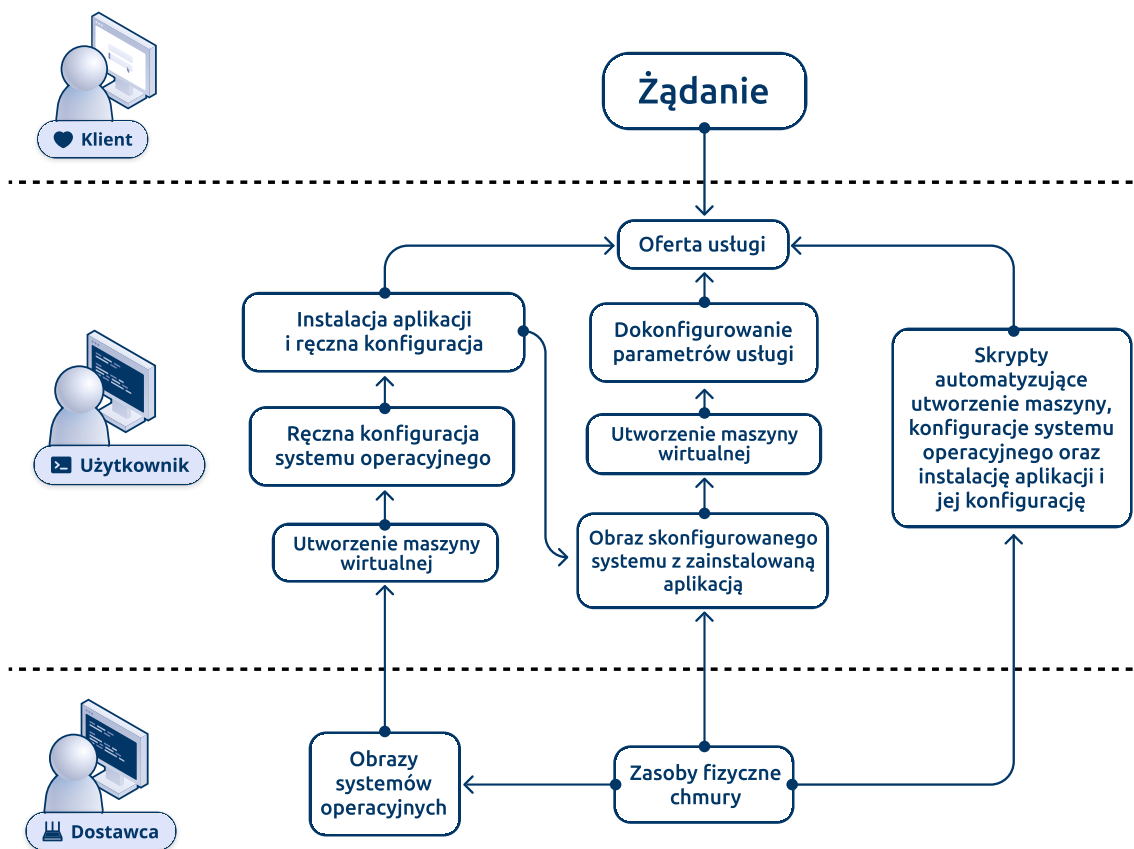 Klient
Żądanie
Oferta usługi
Instalacja aplikacji
i ręczna konfiguracja
Dokonfigurowanie
parametrów usługi
Skrypty
automatyzujące
utworzenie maszyny,
konfiguracje systemu
operacyjnego oraz
instalację aplikacji i
jej konfigurację
Użytkownik
Ręczna konfiguracja
systemu operacyjnego
Utworzenie maszyny
wirtualnej
Utworzenie maszyny
wirtualnej
Obraz skonfigurowanego
systemu z zainstalowaną
aplikacją
Dostawca
Obrazy
systemów
operacyjnych
Zasoby fizyczne
chmury